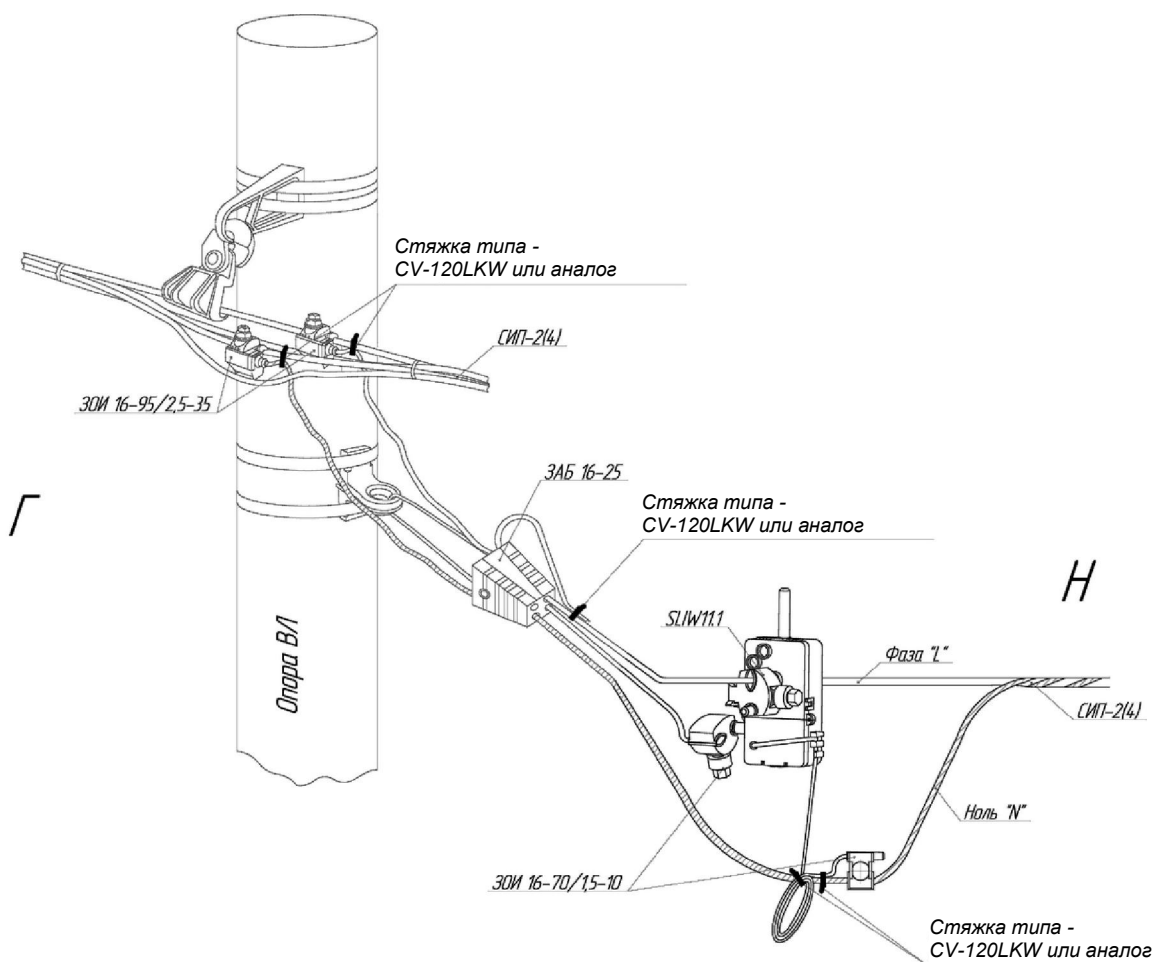 Стяжка типа -
CV-120LKW или аналог
СИП-2(4)
ЗОИ 16-95/2,5-35
ЗАБ 16-25
Г
Стяжка типа -
CV-120LKW или аналог
Н
SLIW11.1
Опора ВЛ
Фаза "L"
СИП-2(4)
Ноль "N"
ЗОИ 16-70/1,5-10
Стяжка типа -
CV-120LKW или аналог